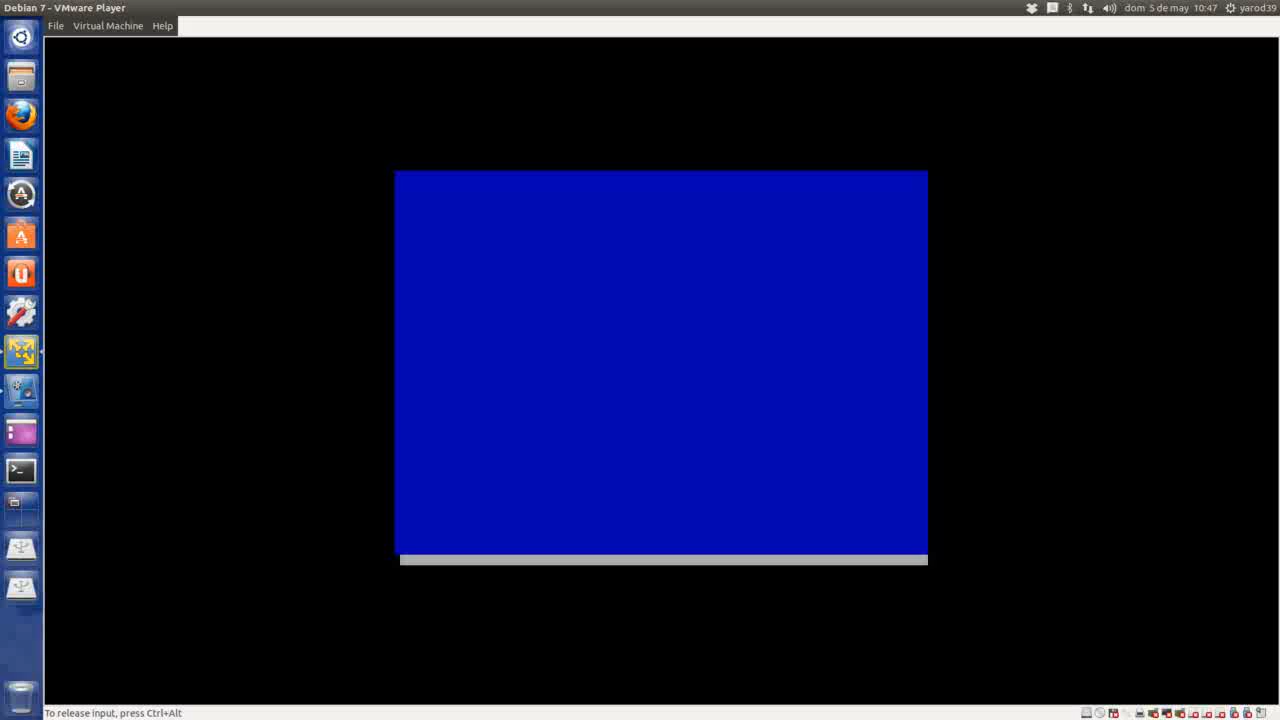 Debian 7 - VMware Player
dom 5 de may 10:47 yarod39
File Virtual Machine Help
To release input, press Ctrl+Alt